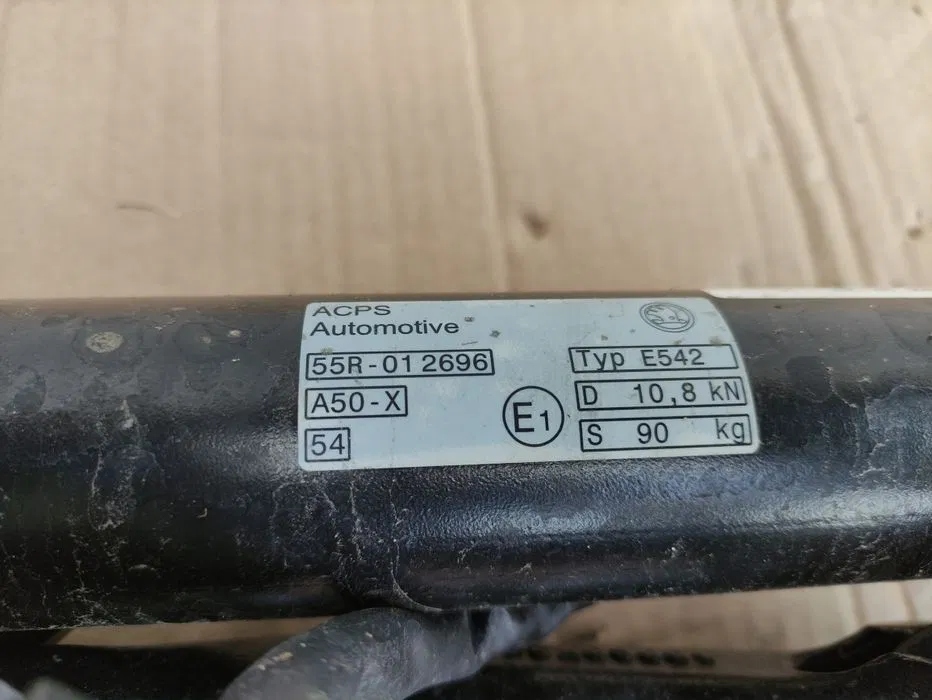 ACPS
Automotive
55R-012696
A50-X
54
E1
Typ E542
D 10,8 kN
S 90 kg